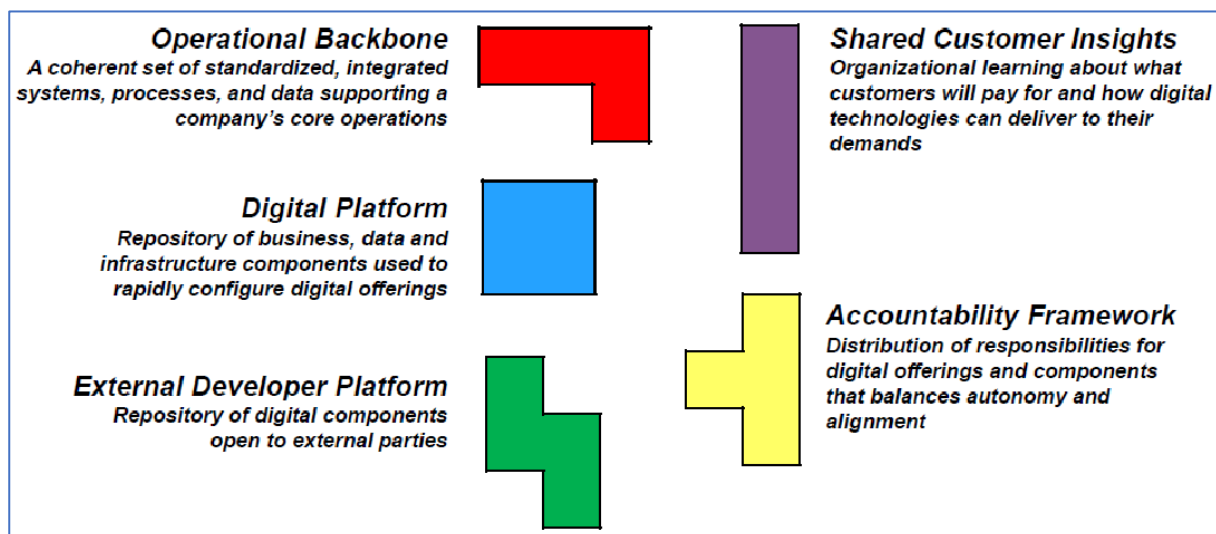 Operational Backbone
A coherent set of standardized, integrated
systems, processes, and data supporting a
company's core operations
Digital Platform
Repository of business, data and
infrastructure components used to
rapidly configure digital offerings
External Developer Platform
Repository of digital components
open to external parties
Shared Customer Insights
Organizational learning about what
customers will pay for and how digital
technologies can deliver to their
demands
Accountability Framework
Distribution of responsibilities for
digital offerings and components
that balances autonomy and
alignment